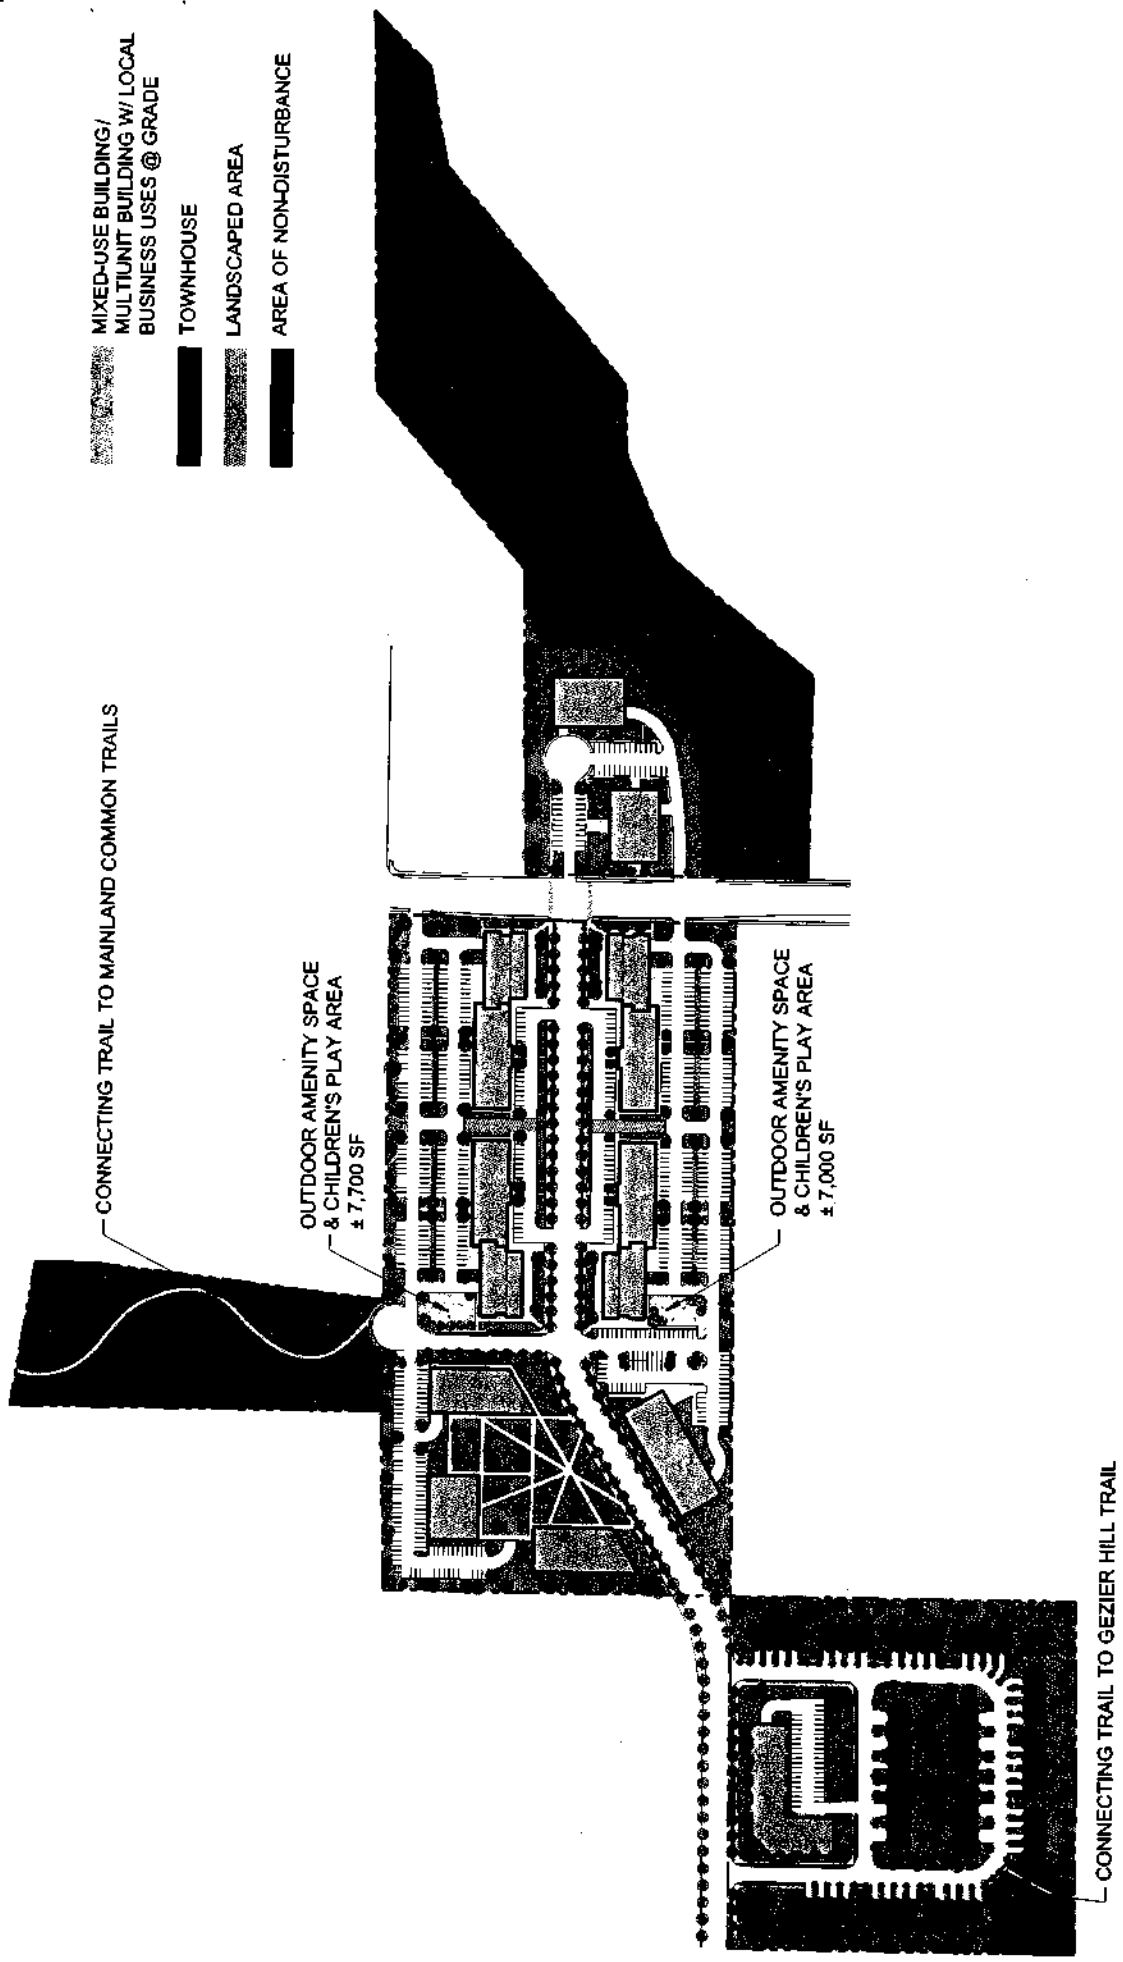 MIXED-USE BUILDING/
MULTIUNIT BUILDING W/ LOCAL
BUSINESS USES @ GRADE
TOWNHOUSE
LANDSCAPED AREA
AREA OF NON-DISTURBANCE
CONNECTING TRAIL TO MAINLAND COMMON TRAILS
OUTDOOR AMENITY SPACE
& CHILDREN'S PLAY AREA
± 7,700 SF
OUTDOOR AMENITY SPACE
& CHILDREN'S PLAY AREA
± 7,000 SF
CONNECTING TRAIL TO GEZIER HILL TRAIL